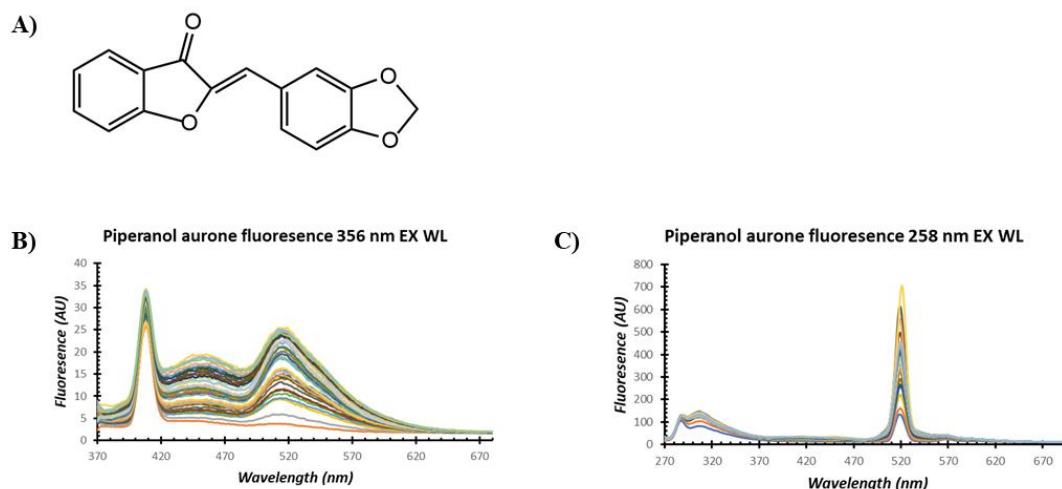 A)
O
O
O
O
B)
Piperanol aurone fluoresence 356 nm EX WL
40
35
30
25
20
15
10
5
0
Fluoresence (AU)
370 420 470 520 570 620 670
Wavelength (nm)
C)
Piperanol aurone fluoresence 258 nm EX WL
800
700
600
500
400
300
200
100
0
Fluoresence (AU)
270 320 370 420 470 520 570 620 670
Wavelength (nm)